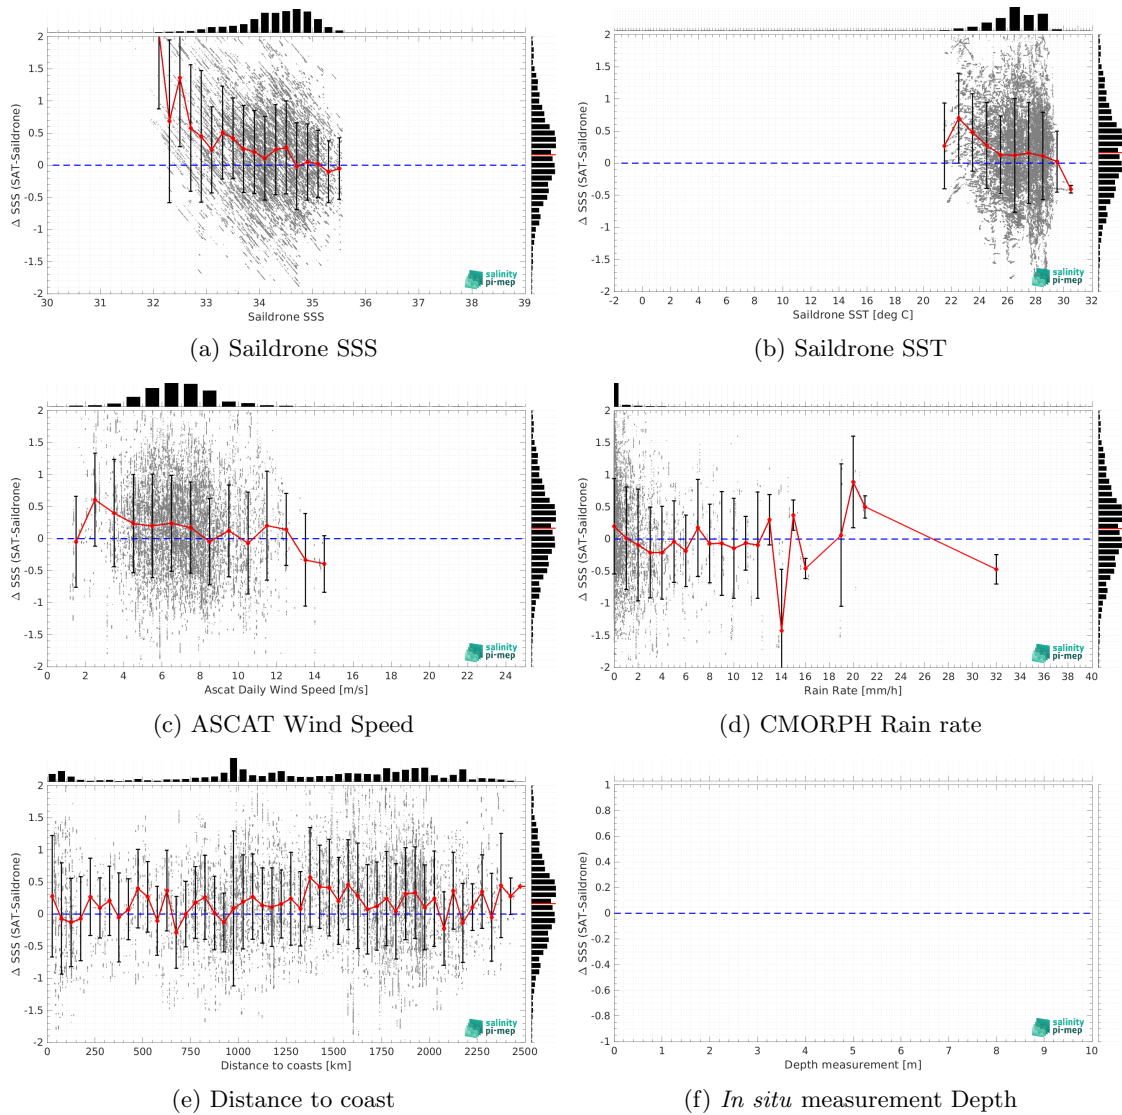 2
1.5
1
0.5
0
-0.5
-1
-1.5
-2
Δ SSS (SAT-Saildrone)
30 31 32 33 34 35 36 37 38 39
Saildrone SSS
salinity
pi-mep
(a) Saildrone SSS
2
1.5
1
0.5
0
-0.5
-1
-1.5
-2
Δ SSS (SAT-Saildrone)
-2 0 2 4 6 8 10 12 14 16 18 20 22 24 26 28 30 32
Saildrone SST [deg C]
salinity
pi-mep
(b) Saildrone SST
2
1.5
1
0.5
0
-0.5
-1
-1.5
-2
Δ SSS (SAT-Saildrone)
0 2 4 6 8 10 12 14 16 18 20 22 24
Ascat Daily Wind Speed [m/s]
salinity
pi-mep
(c) ASCAT Wind Speed
2
1.5
1
0.5
0
-0.5
-1
-1.5
-2
Δ SSS (SAT-Saildrone)
0 2 4 6 8 10 12 14 16 18 20 22 24 26 28 30 32 34 36 38 40
Rain Rate [mm/h]
salinity
pi-mep
(d) CMORPH Rain rate
2
1.5
1
0.5
0
-0.5
-1
-1.5
-2
Δ SSS (SAT-Saildrone)
0 250 500 750 1000 1250 1500 1750 2000 2250 2500
Distance to coasts [km]
salinity
pi-mep
(e) Distance to coast
1
0.8
0.6
0.4
0.2
0
-0.2
-0.4
-0.6
-0.8
-1
Δ SSS (SAT-Saildrone)
0 1 2 3 4 5 6 7 8 9 10
Depth measurement [m]
salinity
pi-mep
(f) In situ measurement Depth